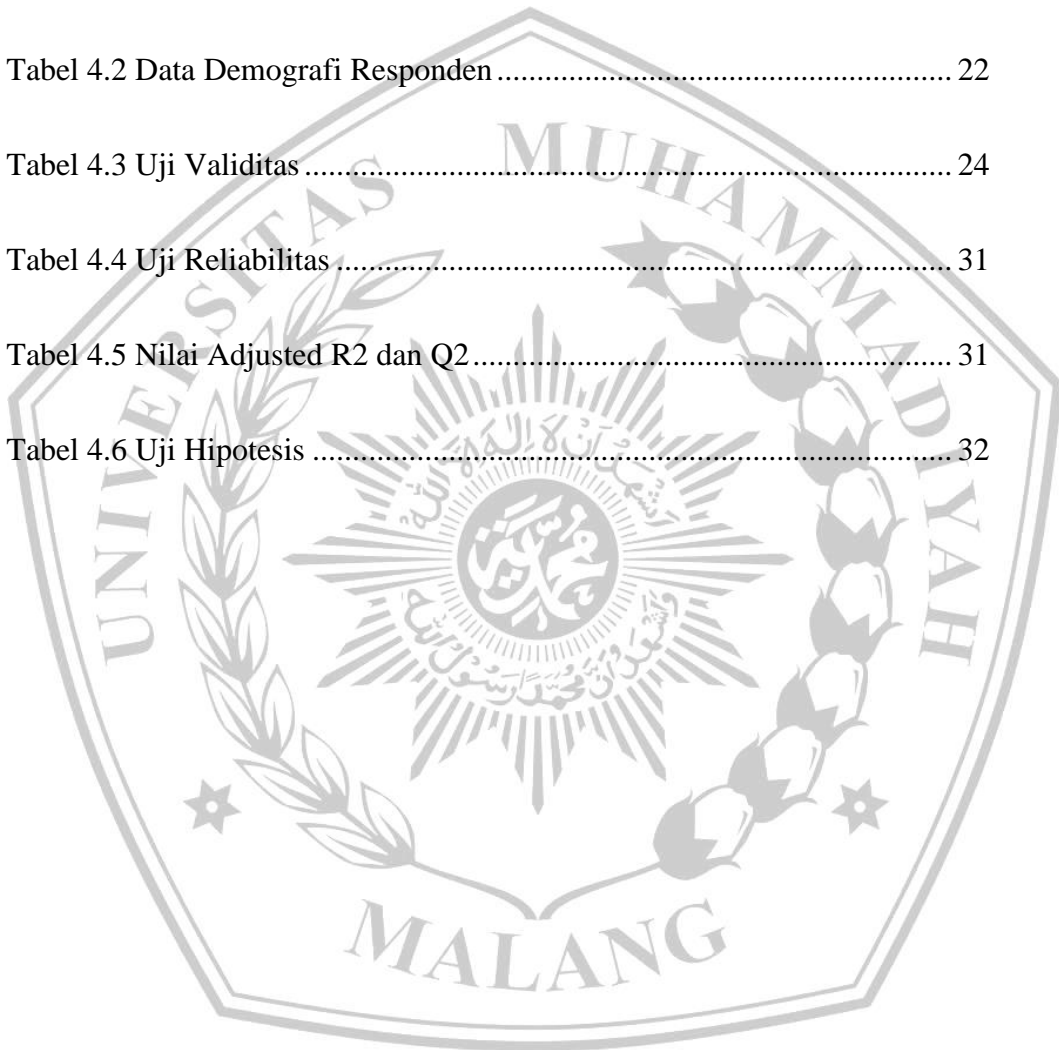 Tabel 4.2 Data Demografi Responden ......................................................... 22
Tabel 4.3 Uji Validitas ................................................................................. 24
Tabel 4.4 Uji Reliabilitas ............................................................................. 31
Tabel 4.5 Nilai Adjusted R2 dan Q2 ............................................................ 31
Tabel 4.6 Uji Hipotesis ................................................................................ 32
UNIVERSITAS MUHAMMADIYAH
MALANG